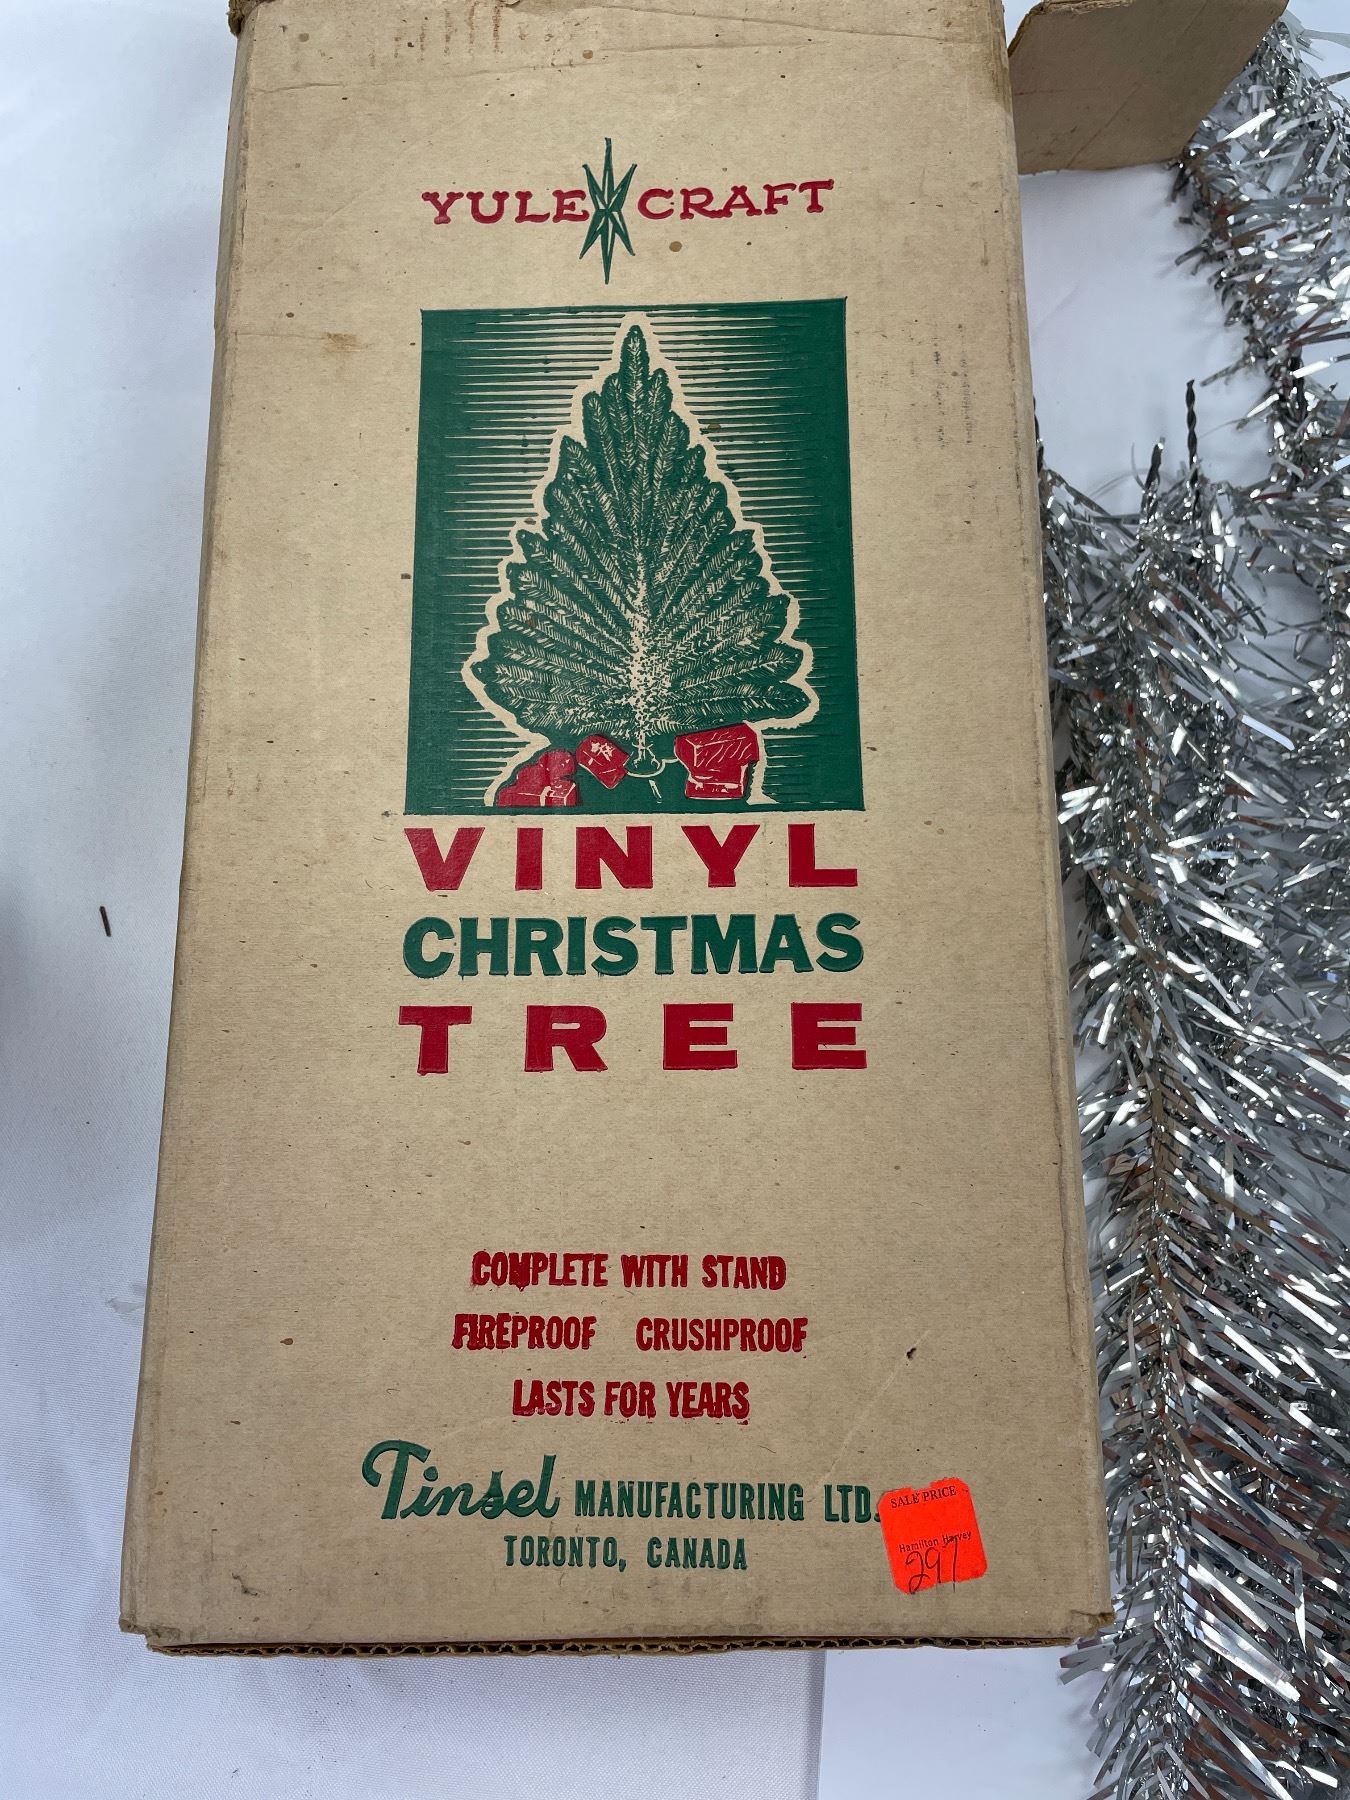 YULE CRAFT
VINYL
CHRISTMAS
TREE
COMPLETE WITH STAND
FIREPROOF CRUSHPROOF
LASTS FOR YEARS
Tinsel MANUFACTURING LTD.
TORONTO, CANADA
SALE PRICE
Hamilton Harvey
297